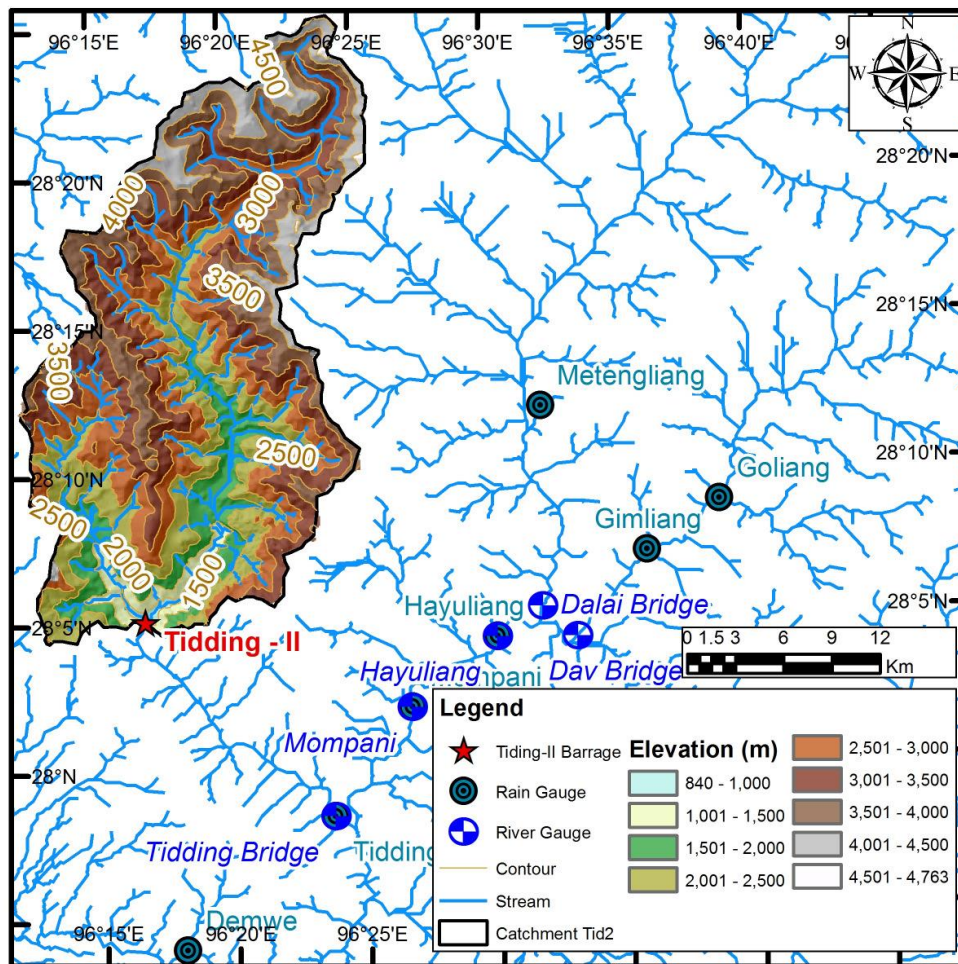 96°15'E
96°20'E
96°25'E
96°30'E
96°35'E
96°40'E
N
W
E
S
4500
28°20'N
28°20'N
4000
3000
3500
28°15'N
28°15'N
3500
Metengliang
2500
28°10'N
28°10'N
Goliang
2500
Gimliang
2000
1500
Hayuliang
Dalai Bridge
28°5'N
28°5'N
Tidding - II
0 1.5 3 6 9 12
Km
Hayuliang
Dav Bridge
Mompani
28°N
Tidding Bridge
Tidding
Demwe
96°15'E
96°20'E
96°25'E
Legend
Tiding-II Barrage
Rain Gauge
River Gauge
Contour
Stream
Catchment Tid2
Elevation (m)
840 - 1,000
1,001 - 1,500
1,501 - 2,000
2,001 - 2,500
2,501 - 3,000
3,001 - 3,500
3,501 - 4,000
4,001 - 4,500
4,501 - 4,763